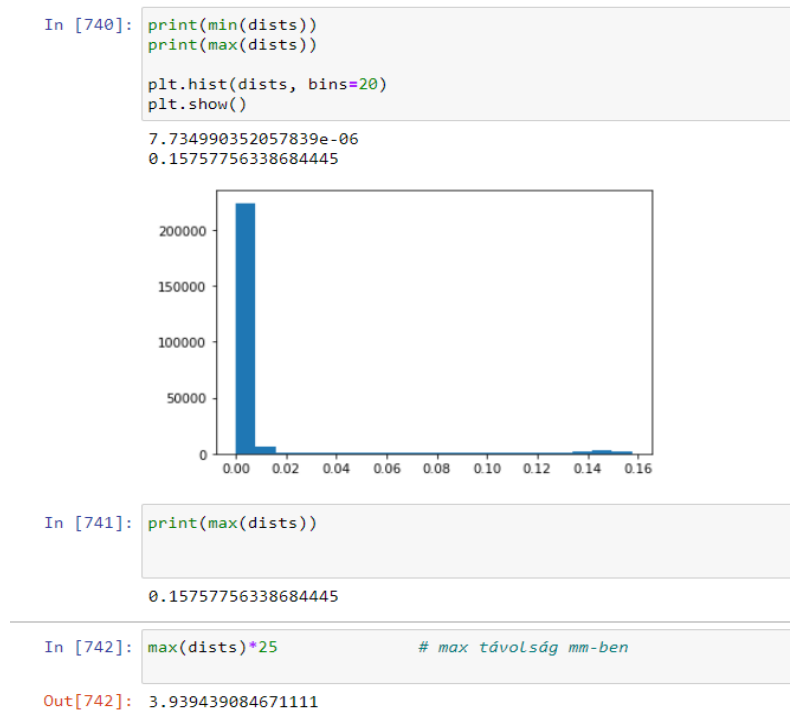 In [740]: print(min(dists))
print(max(dists))
plt.hist(dists, bins=20)
plt.show()
7.734990352057839e-06
0.15757756338684445
200000
150000
100000
50000
0
0.00 0.02 0.04 0.06 0.08 0.10 0.12 0.14 0.16
In [741]: print(max(dists))
0.15757756338684445
In [742]: max(dists)*25 # max távolság mm-ben
Out[742]: 3.939439084671111